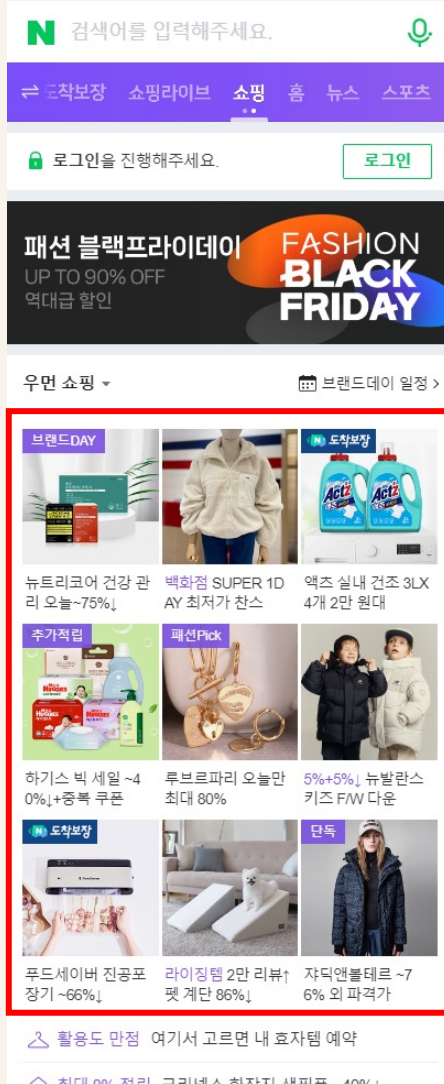 N 검색어를 입력해주세요.
도착보장 쇼핑라이브 쇼핑 홈 뉴스 스포츠
로그인을 진행해주세요. 로그인
패션 블랙프라이데이
UP TO 90% OFF
역대급 할인
FASHION
BLACK
FRIDAY
우먼 쇼핑 브랜드데이 일정 >
브랜드DAY
N 도착보장
Actz Actz
뉴트리코어 건강 관
리 오늘~75%↓
백화점 SUPER 1D
AY 최저가 찬스
액츠 실내 건조 3LX
4개 2만 원대
추가적립
패션Pick
HUGGIES
하기스 빅 세일 ~4
0%↓+중복 쿠폰
루브르파리 오늘만
최대 80%
5%+5%↓ 뉴발란스
키즈 F/W 다운
N 도착보장
단독
푸드세이버 진공포
장기 ~66%↓
라이징템 2만 리뷰↑
펫 계단 86%↓
쟈딕앤볼테르 ~7
6% 외 파격가
활용도 만점 여기서 고르면 내 효자템 예약